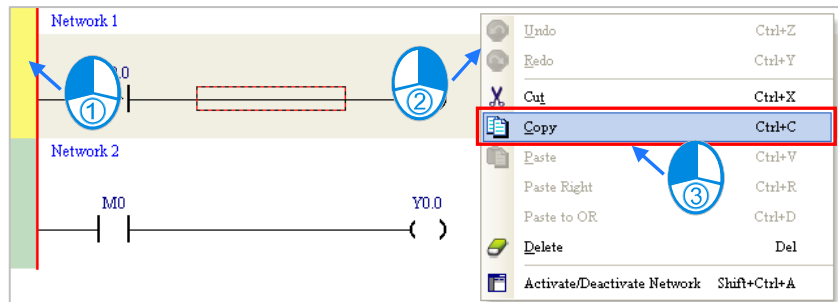 Network 1
Undo Ctrl+Z
Redo Ctrl+Y
Cut Ctrl+X
Copy Ctrl+C
Paste Ctrl+V
Paste Right Ctrl+R
Paste to OR Ctrl+D
Delete Del
Activate/Deactivate Network Shift+Ctrl+A
.0
①
②
③
Network 2
M0 Y0.0